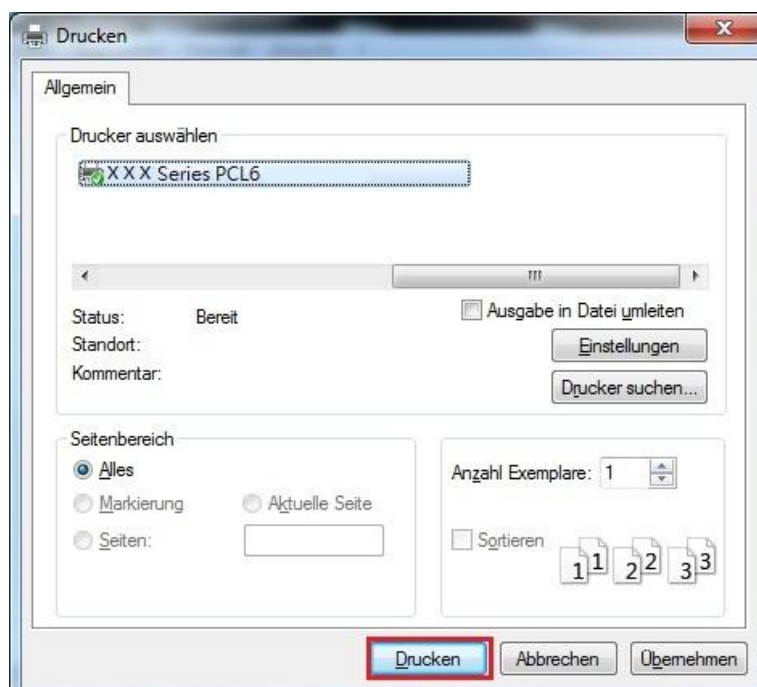 Drucken
X
Allgemein
Drucker auswählen
X X X Series PCL6
Status: Bereit
Ausgabe in Datei umleiten
Standort:
Einstellungen
Kommentar:
Drucker suchen...
Seitenbereich
Alles
Markierung
Aktuelle Seite
Seiten:
Anzahl Exemplare: 1
Sortieren
1 1 2 2 3 3
Drucken Abbrechen Übernehmen